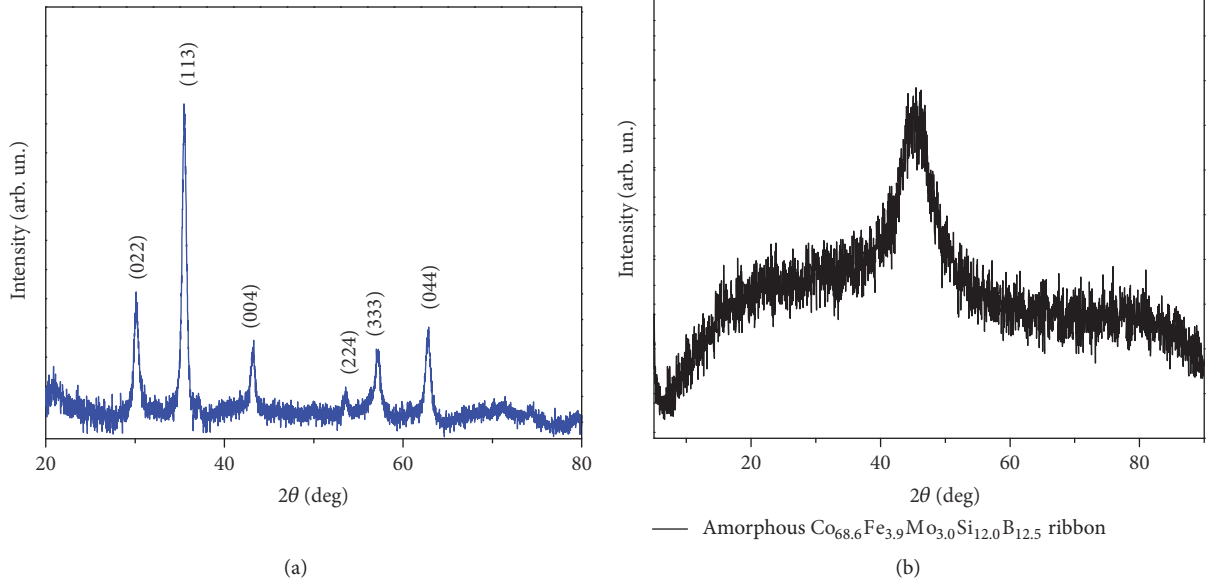 Intensity (arb. un.)
(022)
(113)
(004)
(224)
(333)
(044)
20
40
60
80
2θ (deg)
(a)
Intensity (arb. un.)
20
40
60
80
2θ (deg)
Amorphous Co68.6Fe3.9Mo3.0Si12.0B12.5 ribbon
(b)